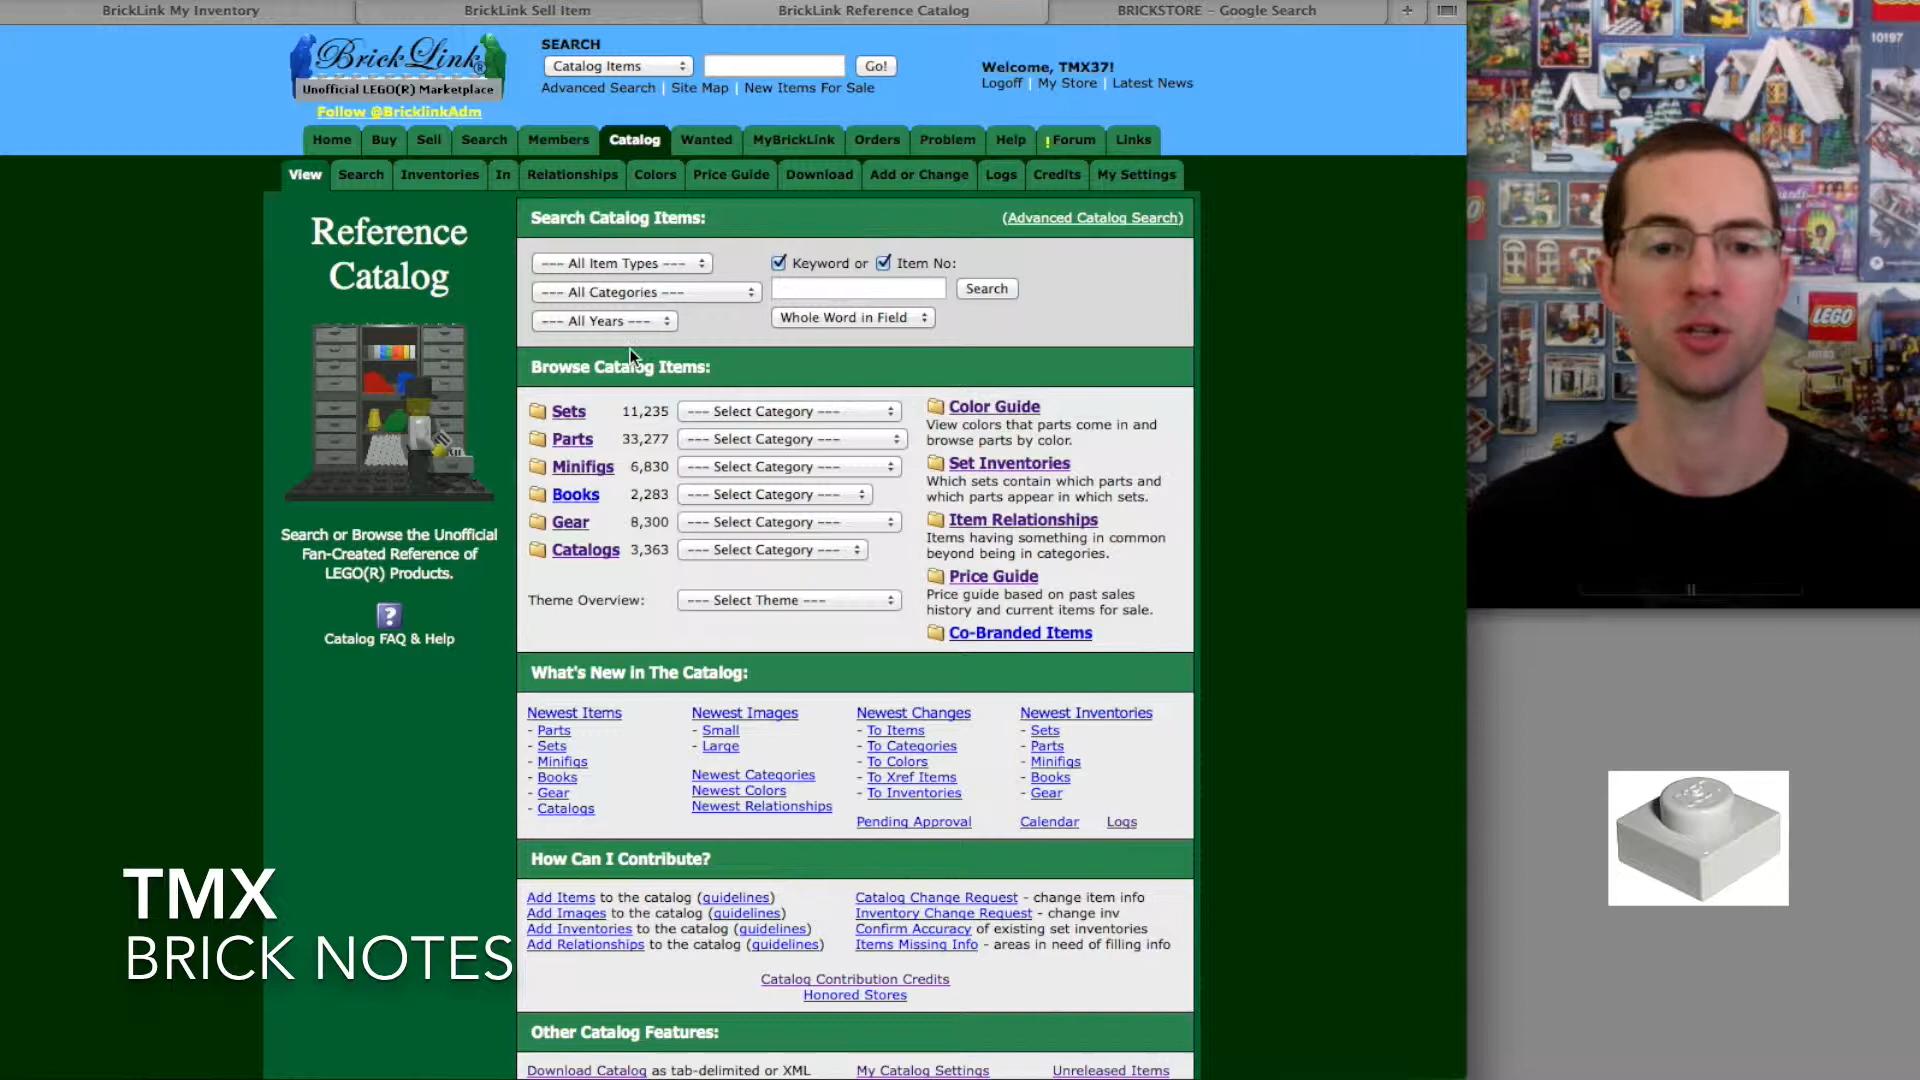 BrickLink My Inventory
BrickLink Sell Item
BrickLink Reference Catalog
BRICKSTORE - Google Search
+
BrickLink®
Unofficial LEGO(R) Marketplace
Follow @BricklinkAdm
SEARCH
Catalog Items
Go!
Advanced Search | Site Map | New Items For Sale
Welcome, TMX37!
Logoff | My Store | Latest News
Home Buy Sell Search Members Catalog Wanted MyBrickLink Orders Problem Help !Forum Links
View Search Inventories In Relationships Colors Price Guide Download Add or Change Logs Credits My Settings
Reference
Catalog
Search or Browse the Unofficial
Fan-Created Reference of
LEGO(R) Products.
?
Catalog FAQ & Help
Search Catalog Items:
(Advanced Catalog Search)
--- All Item Types ---
Keyword or Item No:
--- All Categories ---
Search
--- All Years ---
Whole Word in Field
Browse Catalog Items:
Sets 11,235 --- Select Category ---
Parts 33,277 --- Select Category ---
Minifigs 6,830 --- Select Category ---
Books 2,283 --- Select Category ---
Gear 8,300 --- Select Category ---
Catalogs 3,363 --- Select Category ---
Theme Overview: --- Select Theme ---
Color Guide
View colors that parts come in and
browse parts by color.
Set Inventories
Which sets contain which parts and
which parts appear in which sets.
Item Relationships
Items having something in common
beyond being in categories.
Price Guide
Price guide based on past sales
history and current items for sale.
Co-Branded Items
What's New in The Catalog:
Newest Items
- Parts
- Sets
- Minifigs
- Books
- Gear
- Catalogs
Newest Images
- Small
- Large
Newest Categories
Newest Colors
Newest Relationships
Newest Changes
- To Items
- To Categories
- To Colors
- To Xref Items
- To Inventories
Pending Approval
Newest Inventories
- Sets
- Parts
- Minifigs
- Books
- Gear
Calendar Logs
How Can I Contribute?
Add Items to the catalog (guidelines)
Add Images to the catalog (guidelines)
Add Inventories to the catalog (guidelines)
Add Relationships to the catalog (guidelines)
Catalog Change Request - change item info
Inventory Change Request - change inv
Confirm Accuracy of existing set inventories
Items Missing Info - areas in need of filling info
Catalog Contribution Credits
Honored Stores
Other Catalog Features:
Download Catalog as tab-delimited or XML
My Catalog Settings
Unreleased Items
TMX
BRICK NOTES
10197
LEGO